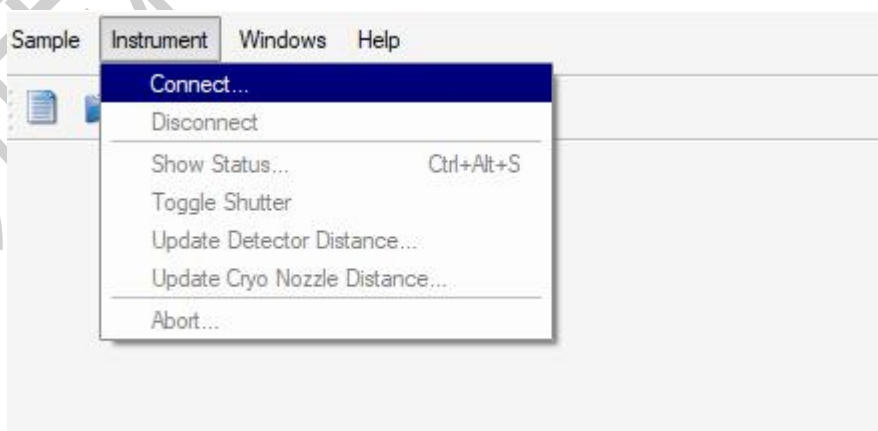 Sample Instrument Windows Help
Connect...
Disconnect
Show Status... Ctrl+Alt+S
Toggle Shutter
Update Detector Distance...
Update Cryo Nozzle Distance...
Abort...